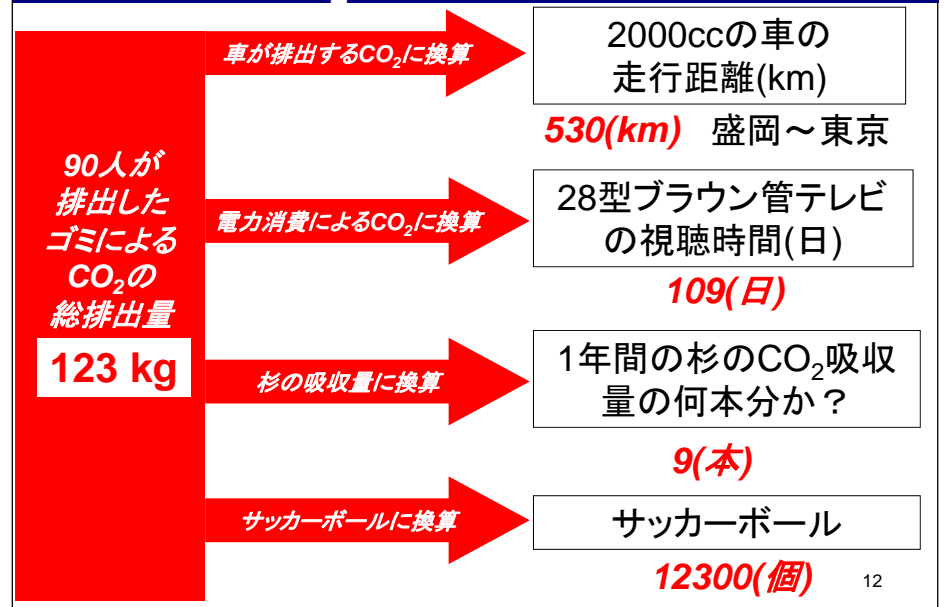 90人が
排出した
ゴミによる
CO₂の
総排出量
123 kg
車が排出するCO₂に換算
2000ccの車の
走行距離(km)
530(km) 盛岡～東京
電力消費によるCO₂に換算
28型ブラウン管テレビ
の視聴時間(日)
109(日)
杉の吸収量に換算
1年間の杉のCO₂吸収
量の何本分か？
9(本)
サッカーボールに換算
サッカーボール
12300(個)
12